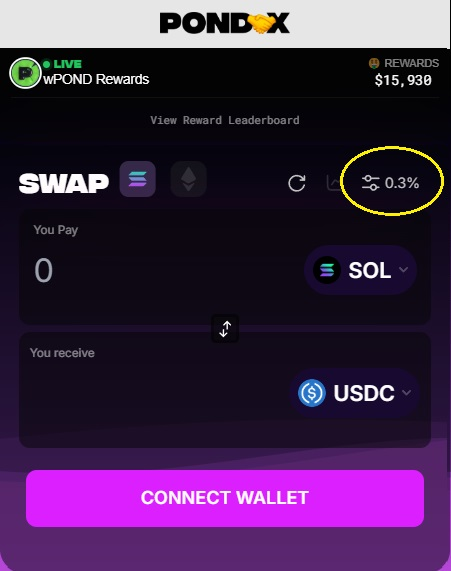 PONDX
LIVE
wPOND Rewards
REWARDS
$15,930
View Reward Leaderboard
SWAP
0.3%
You Pay
0
SOL
You receive
USDC
CONNECT WALLET